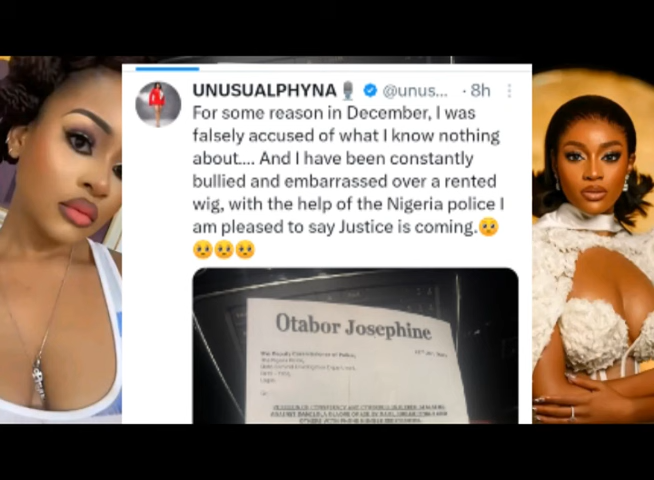 UNUSUALPHYNA🎙️ @unus... · 8h
For some reason in December, I was
falsely accused of what I know nothing
about.... And I have been constantly
bullied and embarrassed over a rented
wig, with the help of the Nigeria police I
am pleased to say Justice is coming.🥺
🥺🥺🥺
Otabor Josephine